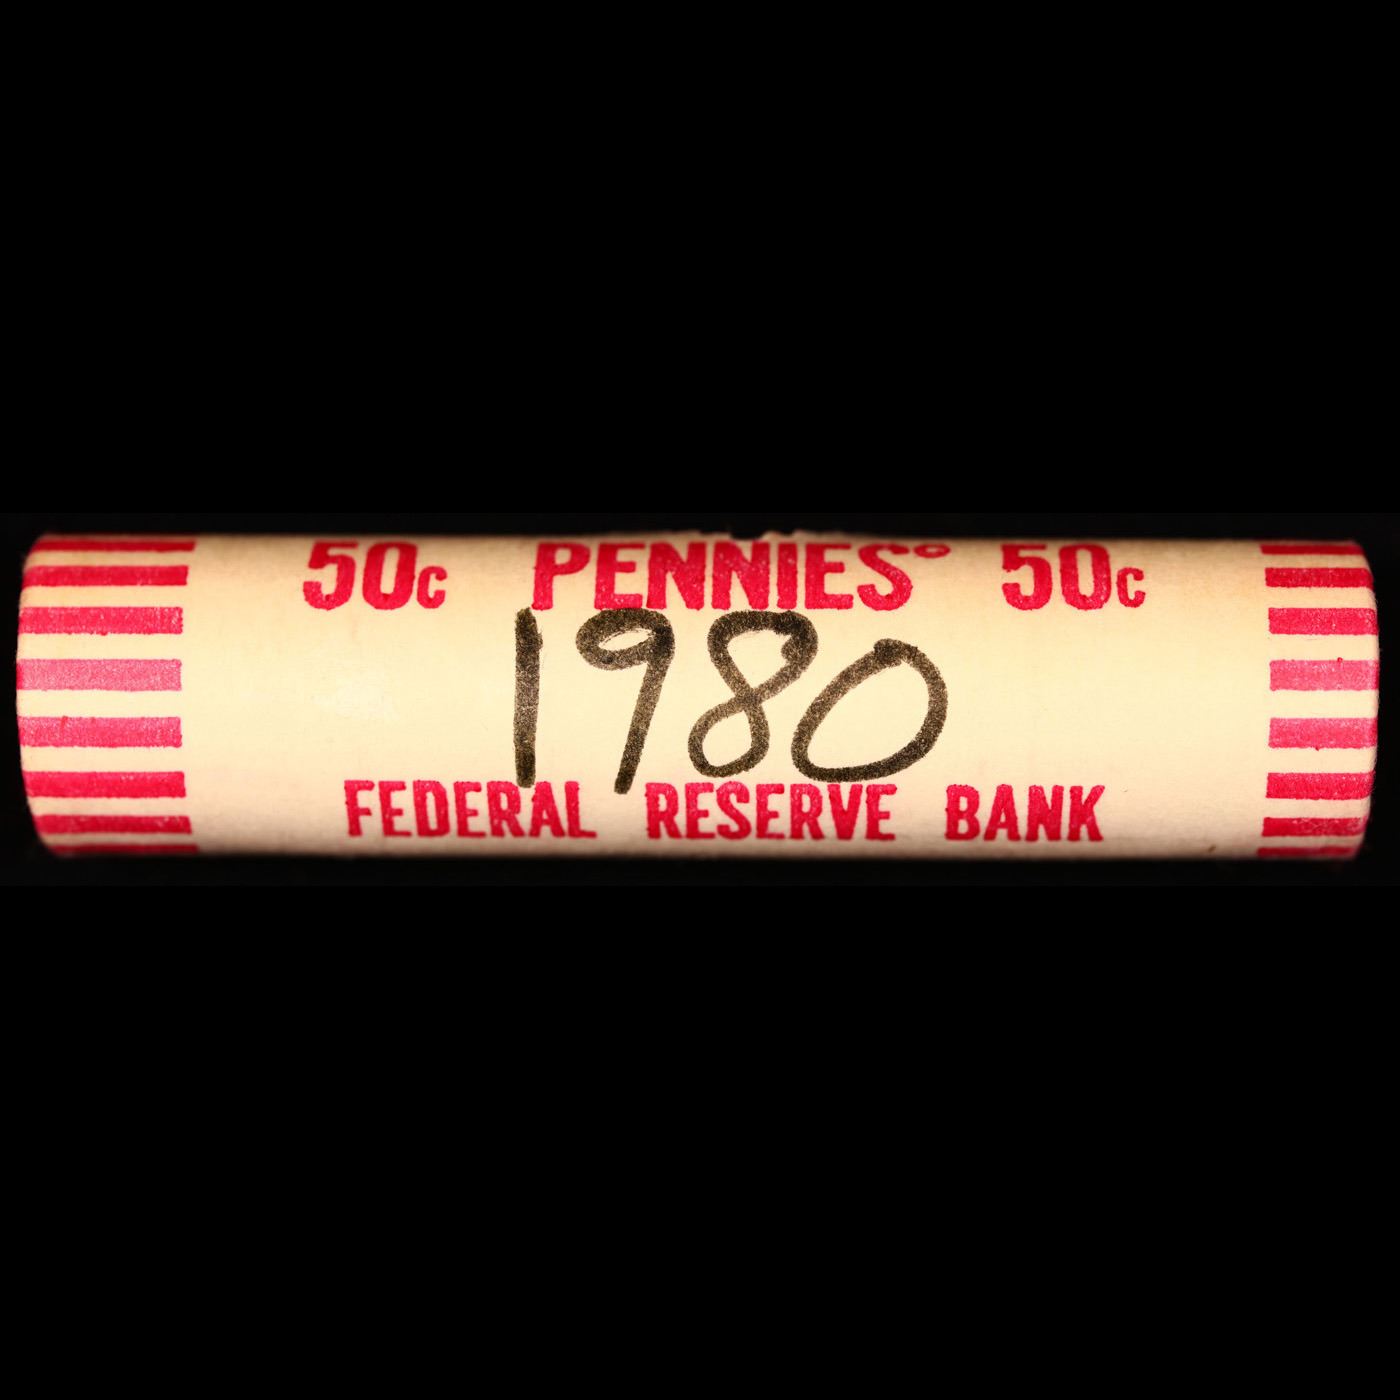 50c PENNIES° 50c
1980
FEDERAL RESERVE BANK